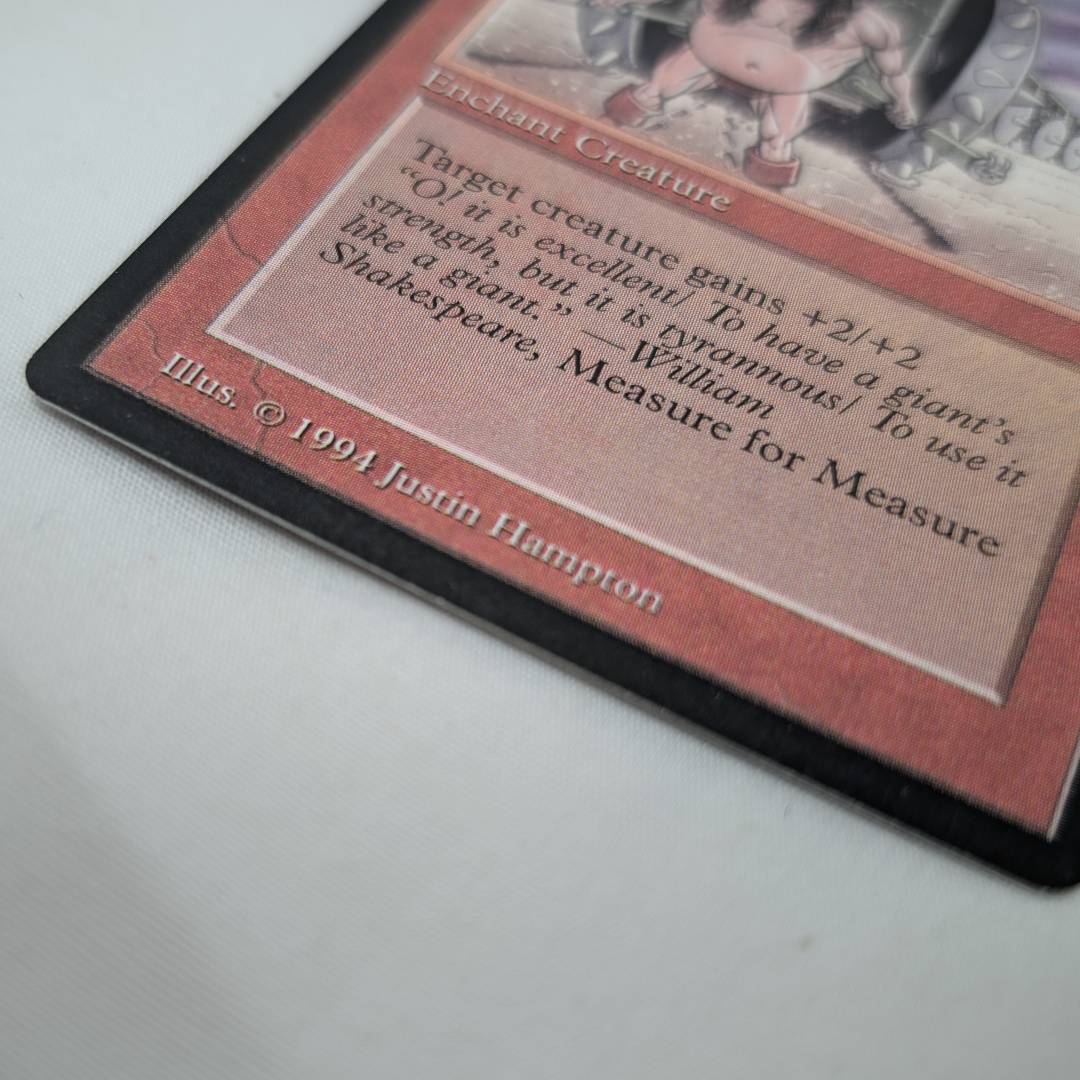 Enchant Creature
Target creature gains +2/+2
“O! it is excellent/ To have a giant’s
strength, but it is tyrannous/ To use it
like a giant.” —William
Shakespeare, Measure for Measure
Illus. © 1994 Justin Hampton